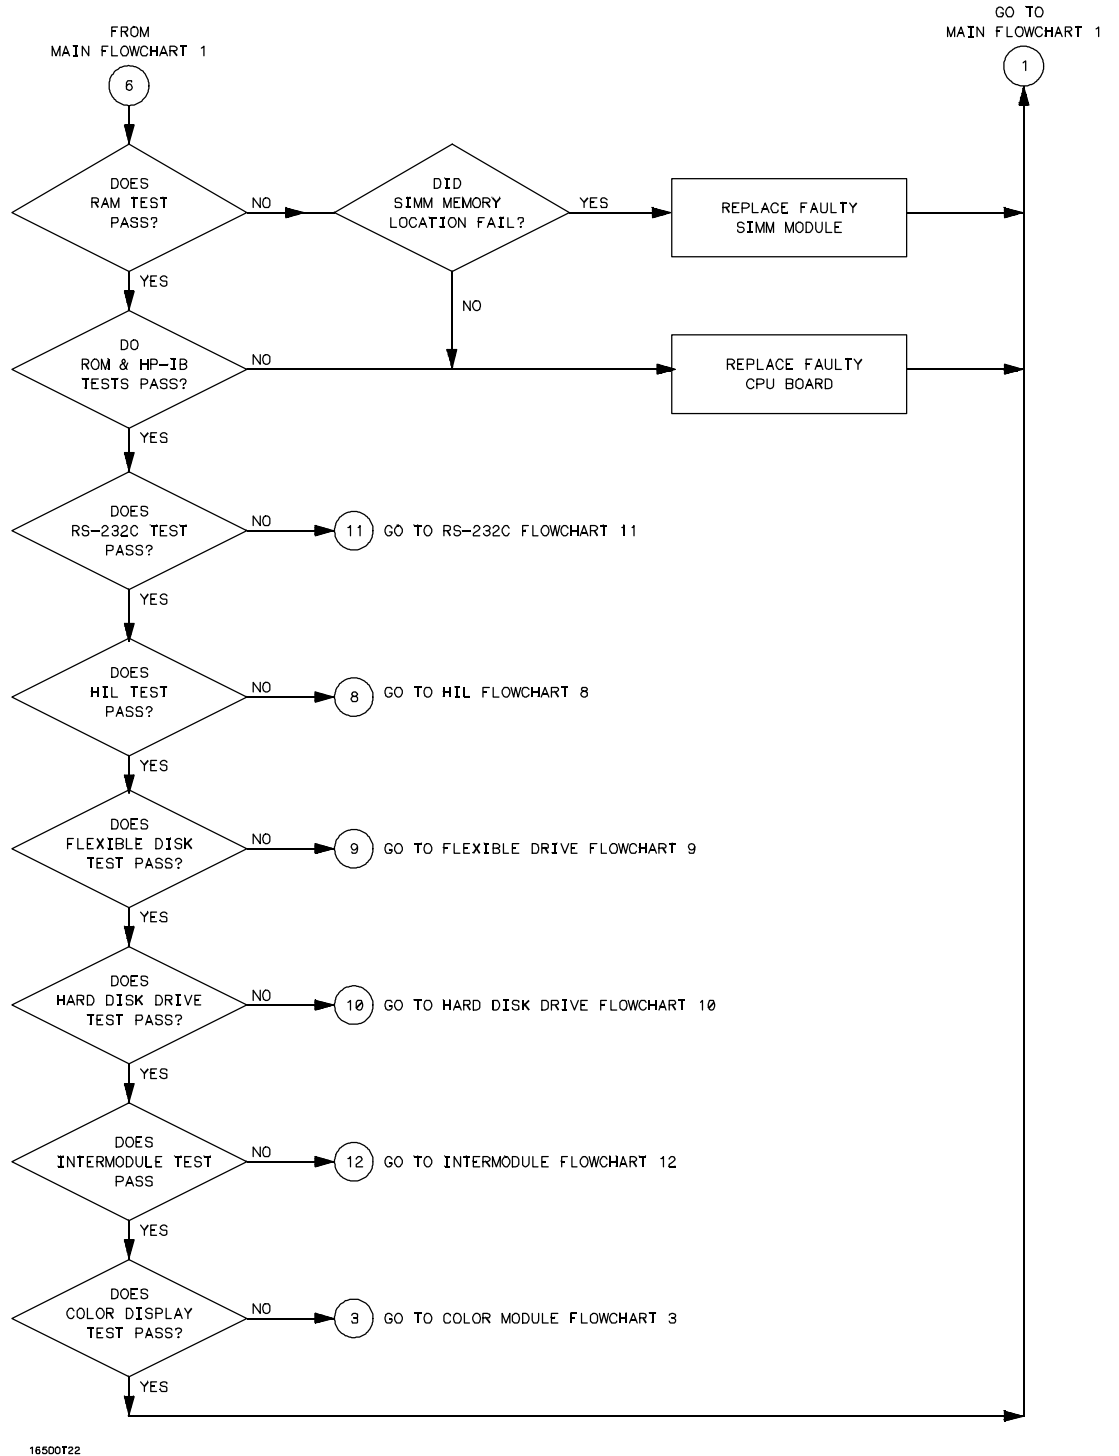 FROM
MAIN FLOWCHART 1
6
GO TO
MAIN FLOWCHART 1
1
DOES
RAM TEST
PASS?
NO
DID
SIMM MEMORY
LOCATION FAIL?
YES
REPLACE FAULTY
SIMM MODULE
YES
NO
DO
ROM & HP-IB
TESTS PASS?
NO
REPLACE FAULTY
CPU BOARD
YES
DOES
RS-232C TEST
PASS?
NO
11 GO TO RS-232C FLOWCHART 11
YES
DOES
HIL TEST
PASS?
NO
8 GO TO HIL FLOWCHART 8
YES
DOES
FLEXIBLE DISK
TEST PASS?
NO
9 GO TO FLEXIBLE DRIVE FLOWCHART 9
YES
DOES
HARD DISK DRIVE
TEST PASS?
NO
10 GO TO HARD DISK DRIVE FLOWCHART 10
YES
DOES
INTERMODULE TEST
PASS
NO
12 GO TO INTERMODULE FLOWCHART 12
YES
DOES
COLOR DISPLAY
TEST PASS?
NO
3 GO TO COLOR MODULE FLOWCHART 3
YES
16500T22